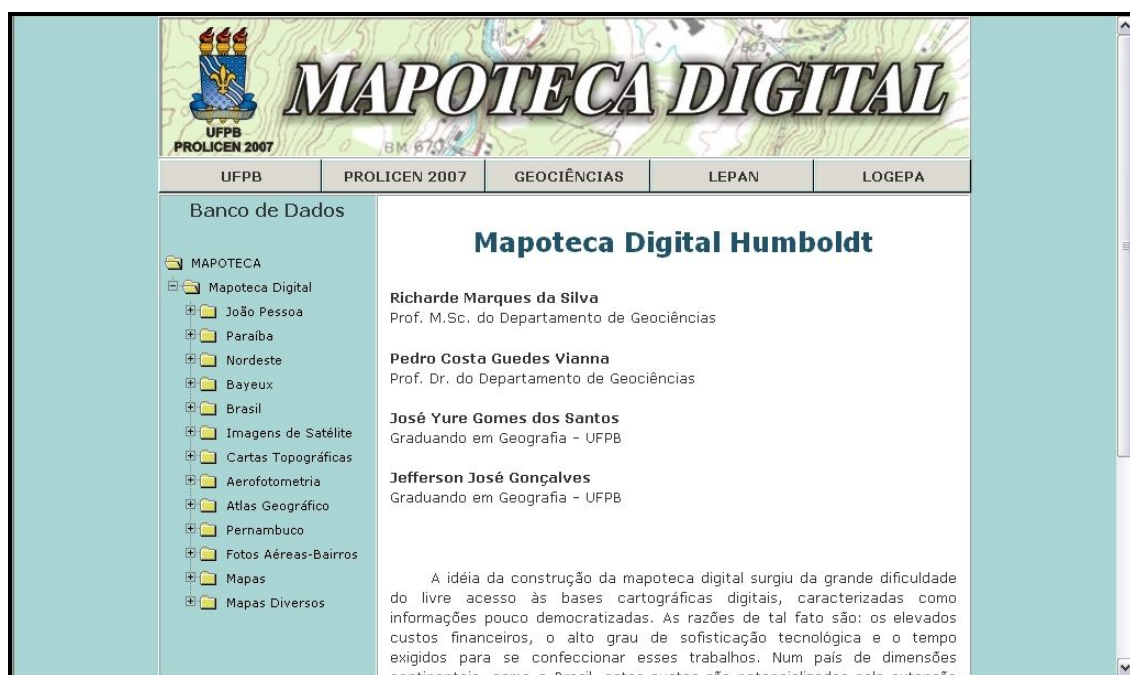 MAPOTECA DIGITAL
UFPB
PROLICEN 2007
BM 670
803
UFPB
PROLICEN 2007
GEOCIÊNCIAS
LEPAN
LOGEPA
Banco de Dados
MAPOTECA
Mapoteca Digital
João Pessoa
Paraíba
Nordeste
Bayeux
Brasil
Imagens de Satélite
Cartas Topográficas
Aerofotometria
Atlas Geográfico
Pernambuco
Fotos Aéreas-Bairros
Mapas
Mapas Diversos
Mapoteca Digital Humboldt
Richarde Marques da Silva
Prof. M.Sc. do Departamento de Geociências
Pedro Costa Guedes Vianna
Prof. Dr. do Departamento de Geociências
José Yure Gomes dos Santos
Graduando em Geografia - UFPB
Jefferson José Gonçalves
Graduando em Geografia - UFPB
A idéia da construção da mapoteca digital surgiu da grande dificuldade
do livre acesso às bases cartográficas digitais, caracterizadas como
informações pouco democratizadas. As razões de tal fato são: os elevados
custos financeiros, o alto grau de sofisticação tecnológica e o tempo
exigidos para se confeccionar esses trabalhos. Num país de dimensões